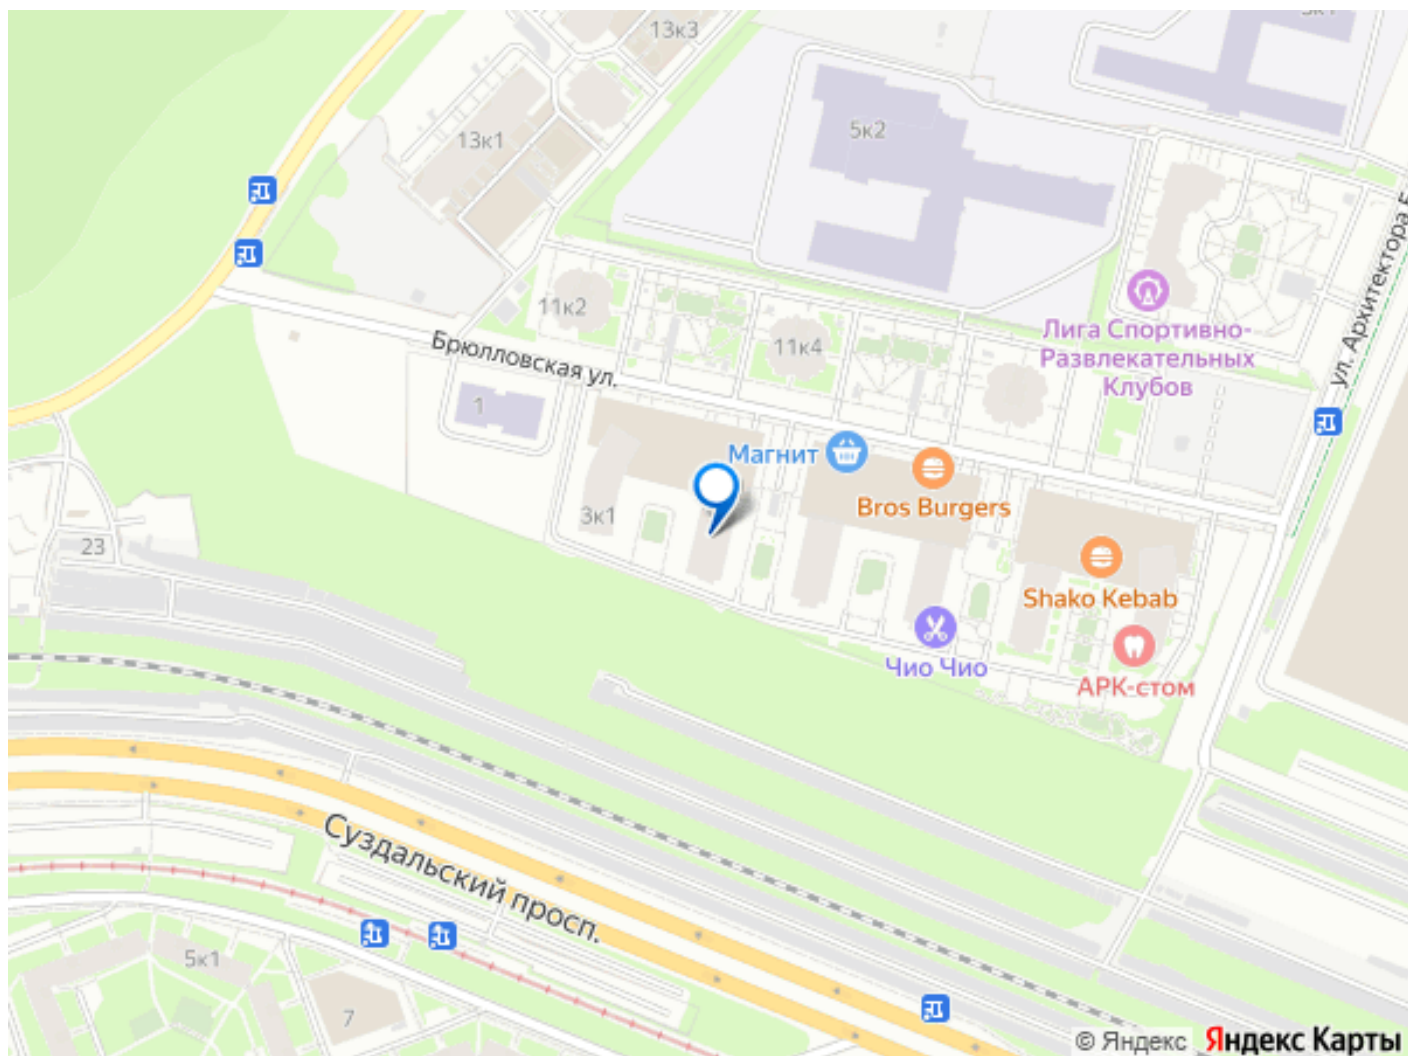 13к3
13к1
5к2
11к2
11к4
Лига Спортивно-
Развлекательных
Клубов
ул. Архитектора
Брюлловская ул.
1
Магнит
Bros Burgers
3к1
23
Shako Kebab
Чио Чио
АРК-стом
Суздальский просп.
5к1
7
© Яндекс Яндекс Карты